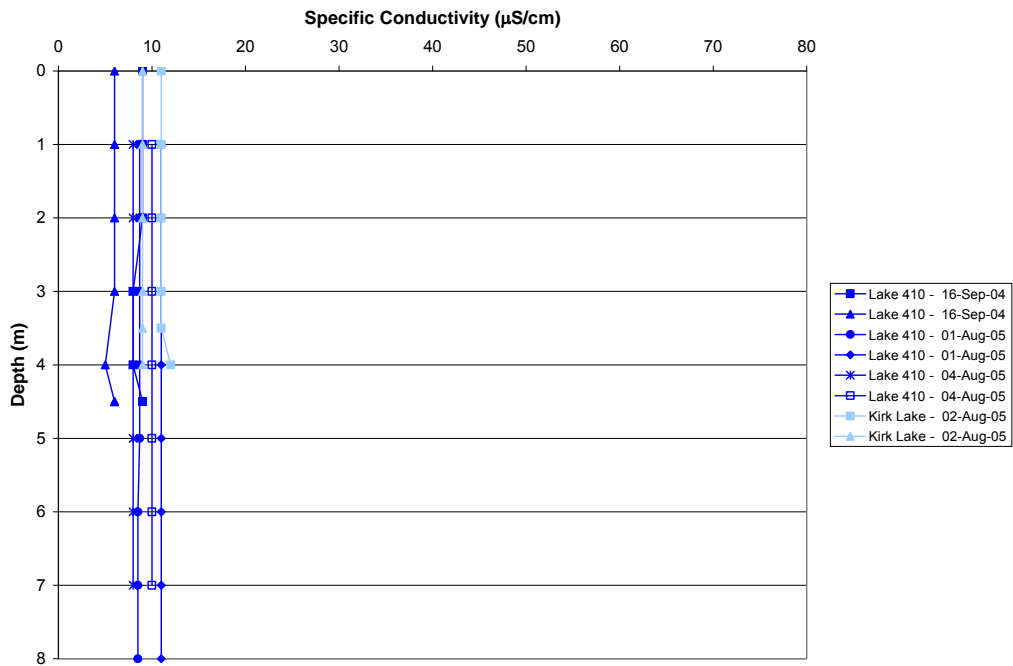 Specific Conductivity (µS/cm)
0 10 20 30 40 50 60 70 80
0
1
2
3
4
5
6
7
8
Depth (m)
Lake 410 - 16-Sep-04
Lake 410 - 16-Sep-04
Lake 410 - 01-Aug-05
Lake 410 - 01-Aug-05
Lake 410 - 04-Aug-05
Lake 410 - 04-Aug-05
Kirk Lake - 02-Aug-05
Kirk Lake - 02-Aug-05